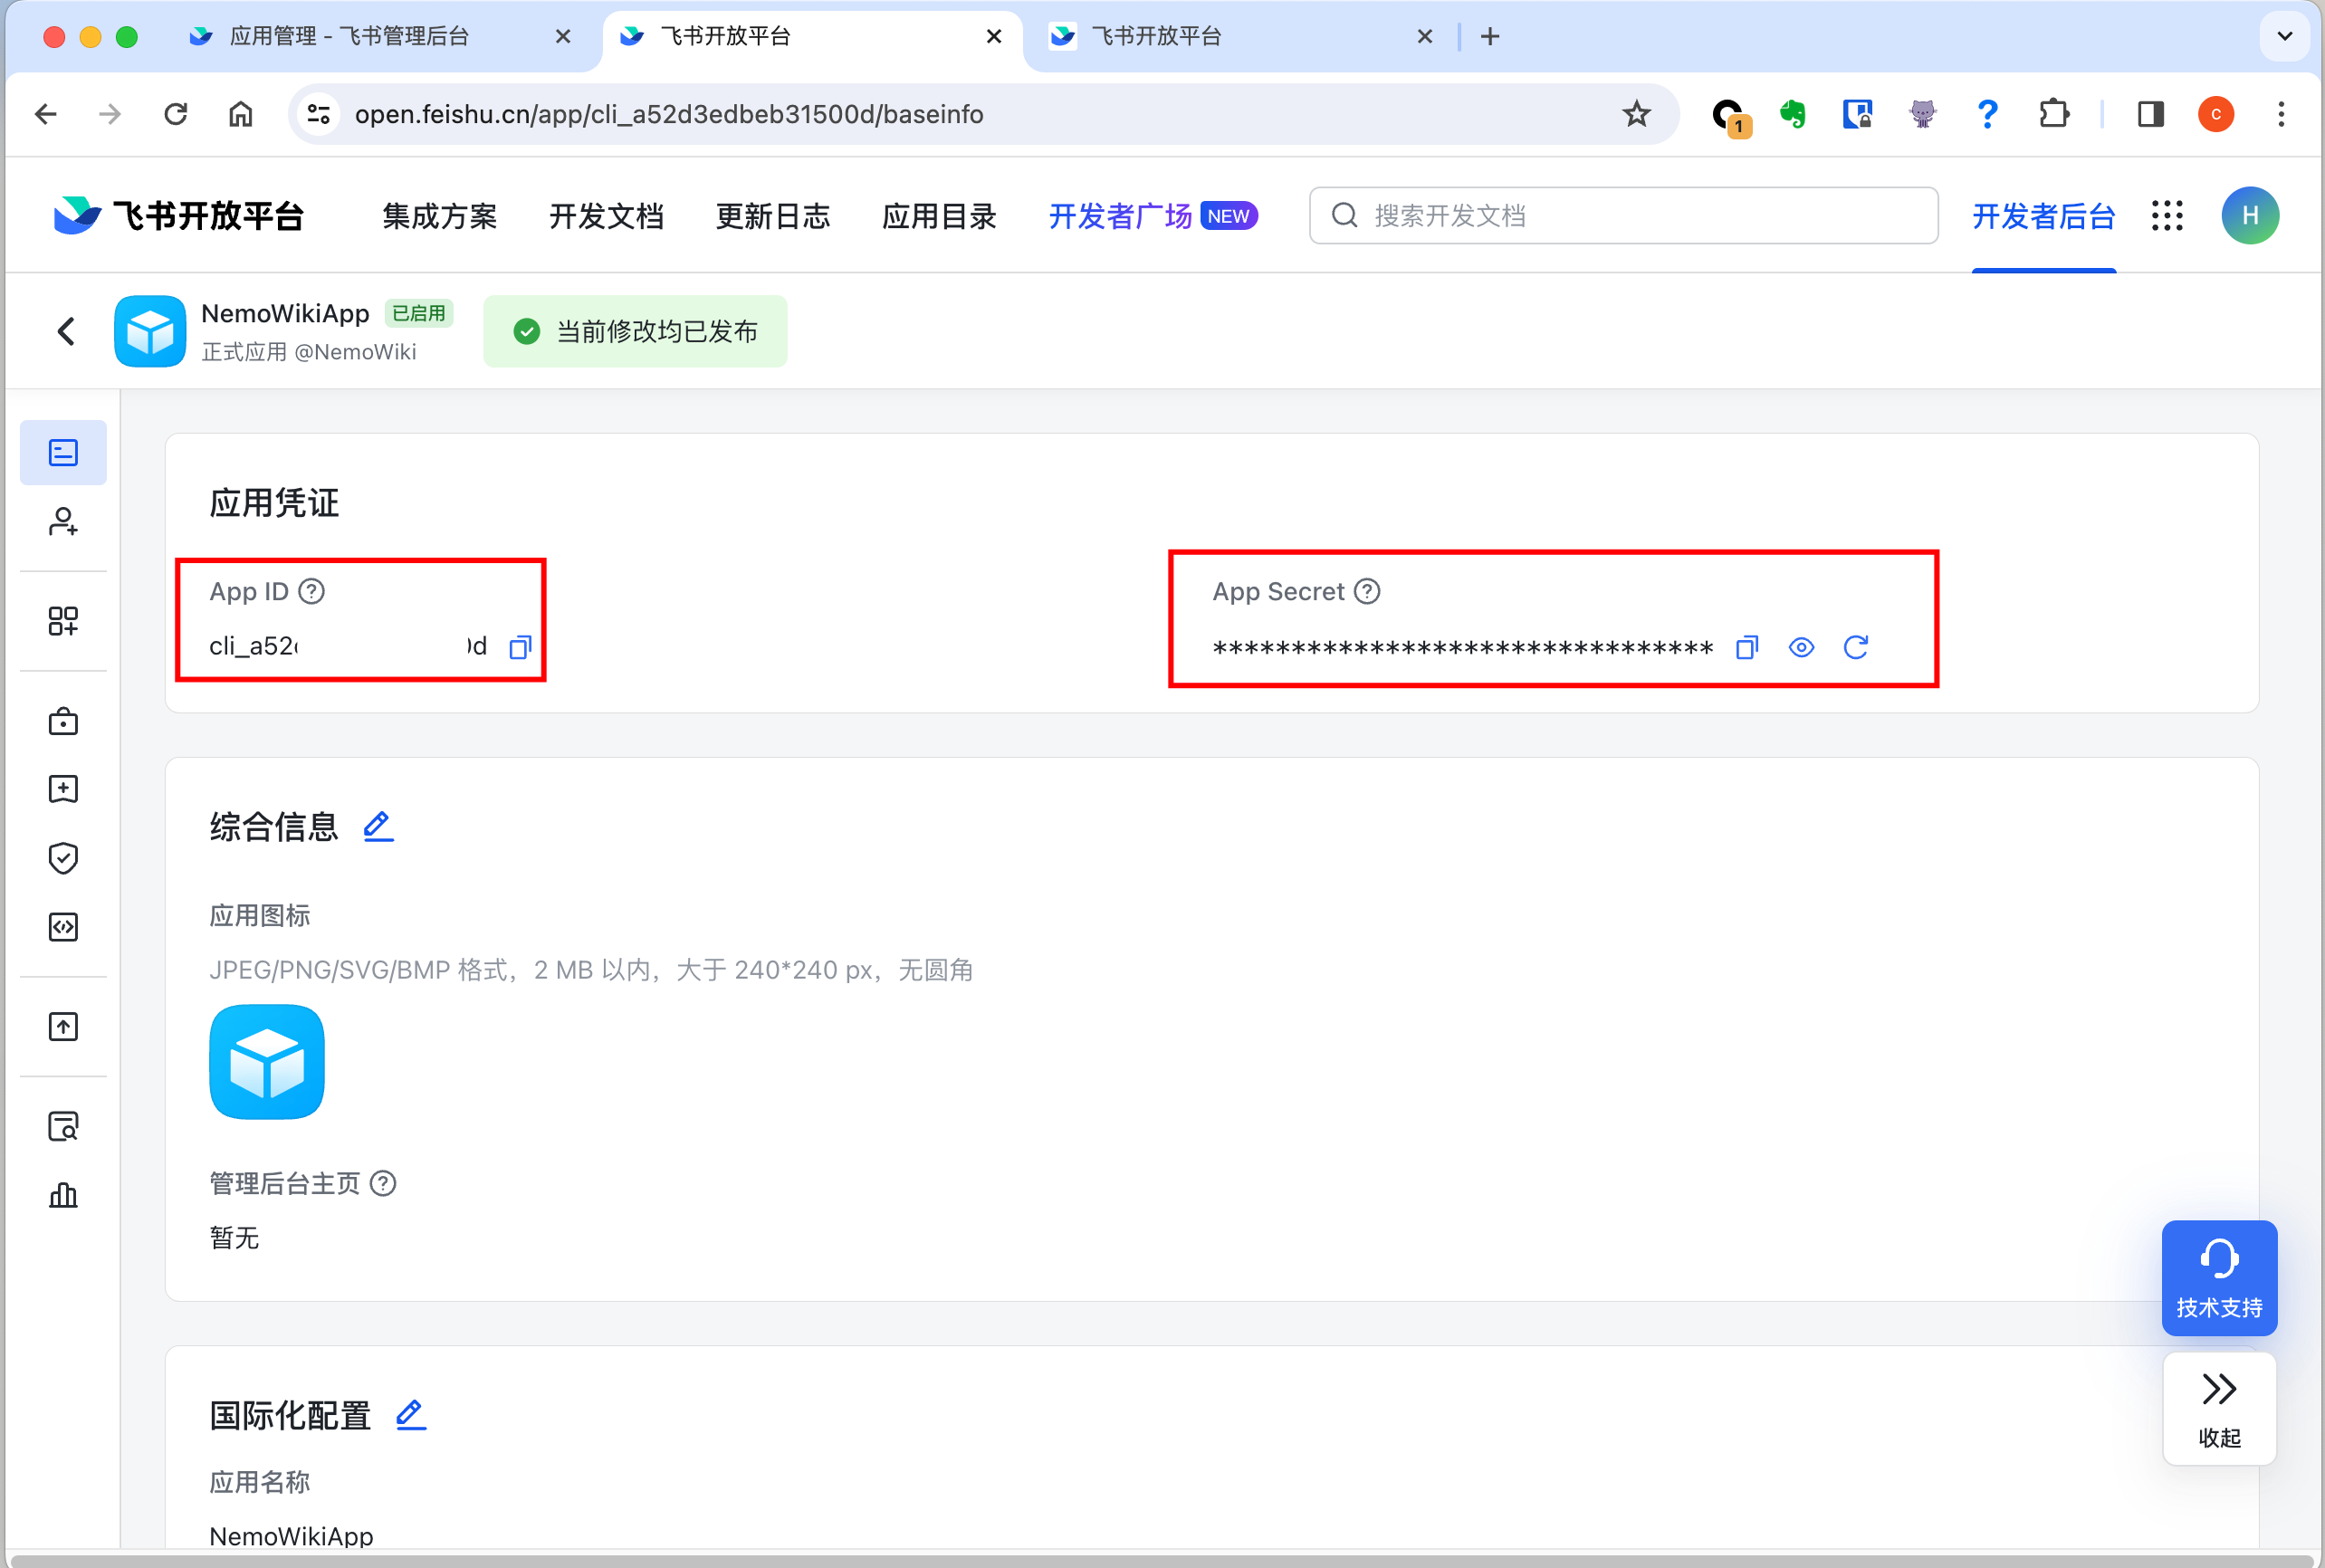 应用管理 - 飞书管理后台
飞书开放平台
飞书开放平台
open.feishu.cn/app/cli_a52d3edbeb31500d/baseinfo
1
c
飞书开放平台
集成方案
开发文档
更新日志
应用目录
开发者广场 NEW
搜索开发文档
开发者后台
H
NemoWikiApp 已启用
正式应用 @NemoWiki
当前修改均已发布
应用凭证
App ID
App Secret
cli_a52
d
********************************
综合信息
应用图标
JPEG/PNG/SVG/BMP 格式，2 MB 以内，大于 240*240 px，无圆角
管理后台主页
暂无
技术支持
收起
国际化配置
应用名称
NemoWikiApp